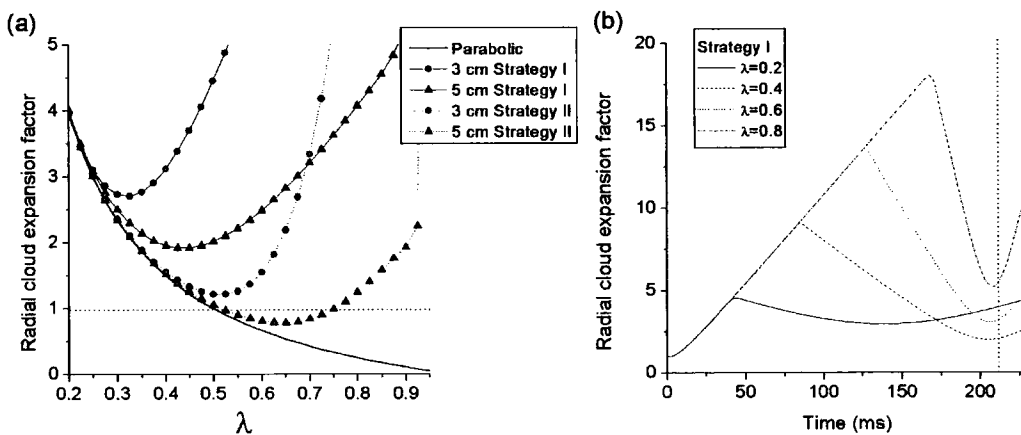 (a)
Radial cloud expansion factor
5
4
3
2
1
0
0.2 0.3 0.4 0.5 0.6 0.7 0.8 0.9
λ
Parabolic
3 cm Strategy I
5 cm Strategy I
3 cm Strategy II
5 cm Strategy II
(b)
Radial cloud expansion factor
20
15
10
5
0
0 50 100 150 200
Time (ms)
Strategy I
λ=0.2
λ=0.4
λ=0.6
λ=0.8